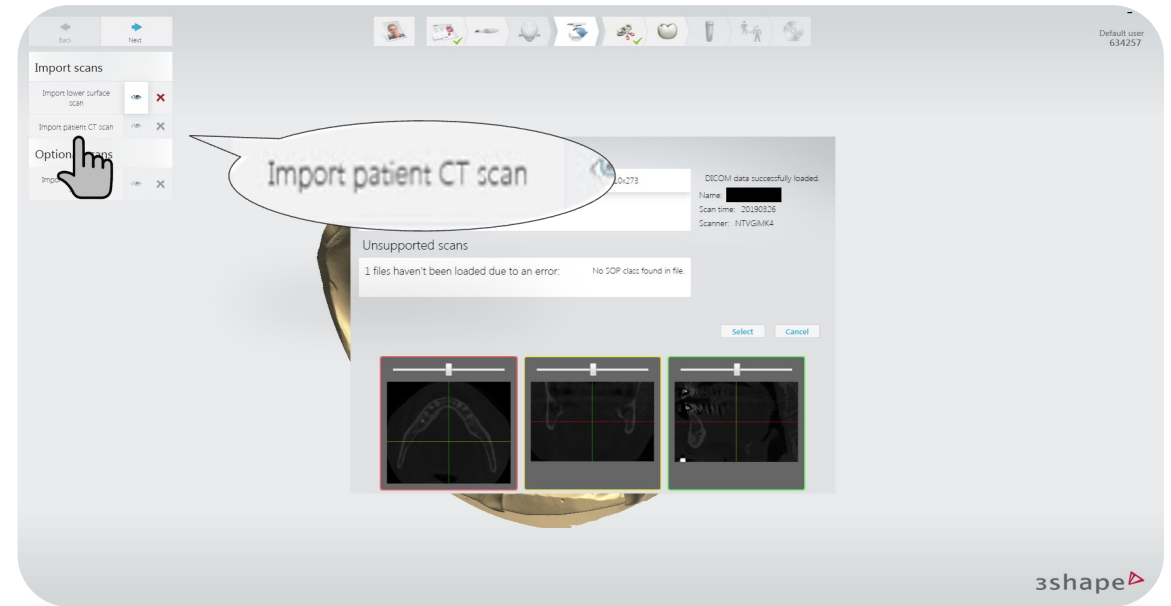 Back
Next
Default user
634257
Import scans
Import lower surface
scan
Import patient CT scan
Import patient CT scan
DICOM data successfully loaded.
Name:
Scan time: 20190326
Scanner: NTVGiMK4
Unsupported scans
1 files haven't been loaded due to an error:
No SOP class found in file.
Select
Cancel
3shape